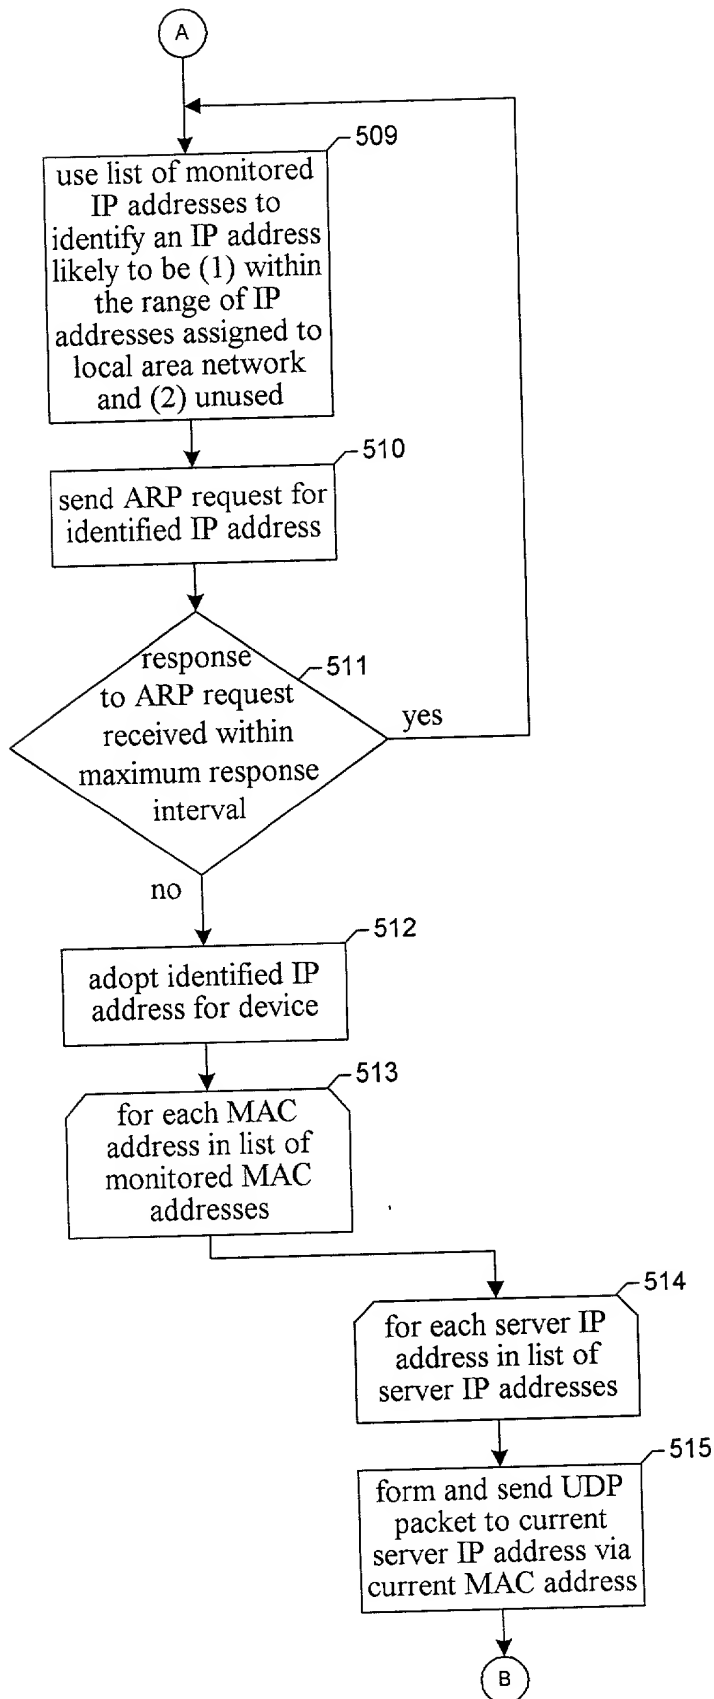 A
509
use list of monitored
IP addresses to
identify an IP address
likely to be (1) within
the range of IP
addresses assigned to
local area network
and (2) unused
510
send ARP request for
identified IP address
511
response
to ARP request
received within
maximum response
interval
yes
no
512
adopt identified IP
address for device
513
for each MAC
address in list of
monitored MAC
addresses
514
for each server IP
address in list of
server IP addresses
515
form and send UDP
packet to current
server IP address via
current MAC address
B